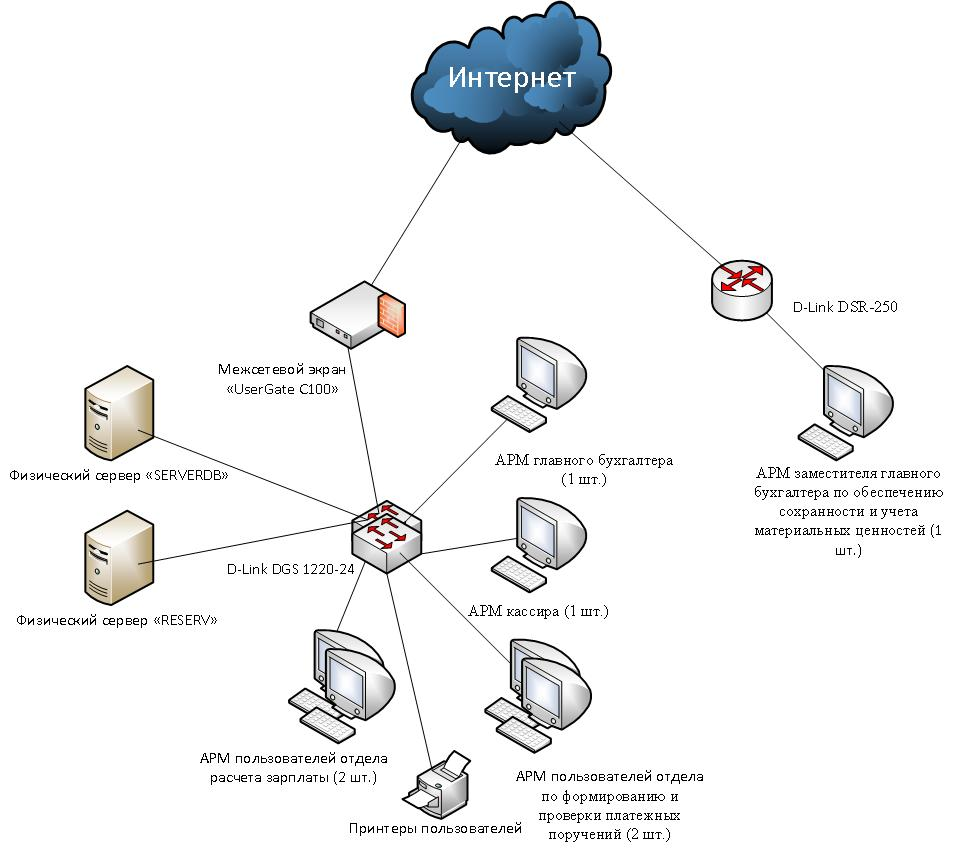 Интернет
D-Link DSR-250
Межсетевой экран
«UserGate C100»
АРМ главного бухгалтера
(1 шт.)
Физический сервер «SERVERDB»
АРМ заместителя главного
бухгалтера по обеспечению
сохранности и учета
материальных ценностей (1
шт.)
D-Link DGS 1220-24
АРМ кассира (1 шт.)
Физический сервер «RESERV»
АРМ пользователей отдела
расчета зарплаты (2 шт.)
АРМ пользователей отдела
по формированию и
проверки платежных
поручений (2 шт.)
Принтеры пользователей